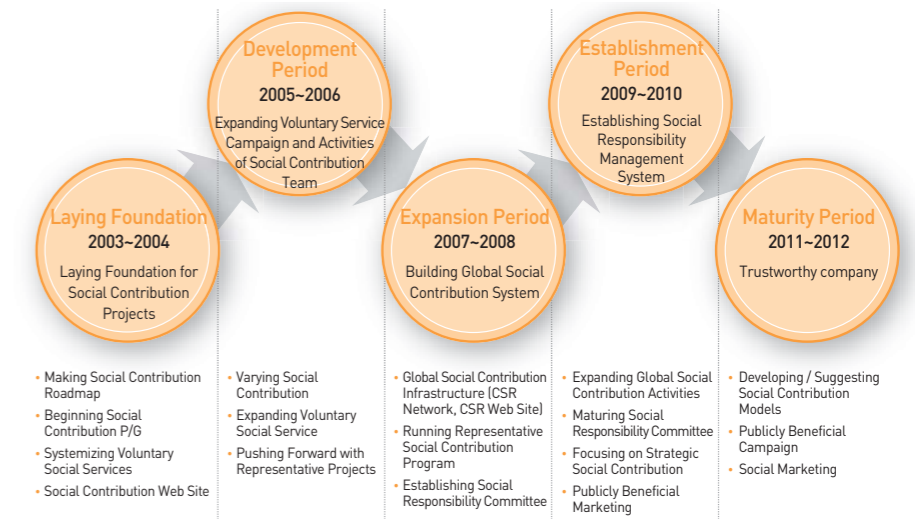 Laying Foundation
2003~2004
Laying Foundation for
Social Contribution
Projects
Development
Period
2005~2006
Expanding Voluntary Service
Campaign and Activities
of Social Contribution
Team
Expansion Period
2007~2008
Building Global Social
Contribution System
Establishment
Period
2009~2010
Establishing Social
Responsibility
Management
System
Maturity Period
2011~2012
Trustworthy company
• Making Social Contribution
Roadmap
• Beginning Social
Contribution P/G
• Systemizing Voluntary
Social Services
• Social Contribution Web Site
• Varying Social
Contribution
• Expanding Voluntary
Social Service
• Pushing Forward with
Representative Projects
• Global Social Contribution
Infrastructure (CSR
Network, CSR Web Site)
• Running Representative
Social Contribution
Program
• Establishing Social
Responsibility Committee
• Expanding Global Social
Contribution Activities
• Maturing Social
Responsibility Committee
• Focusing on Strategic
Social Contribution
• Publicly Beneficial
Marketing
• Developing / Suggesting
Social Contribution
Models
• Publicly Beneficial
Campaign
• Social Marketing